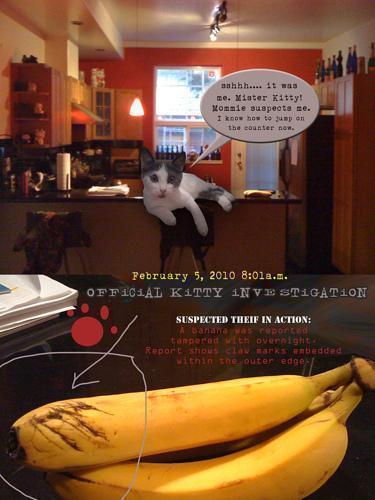 sshhh.... it was
me. Mister Kitty!
Mommie suspects me.
I know how to jump on
the counter now.
February 5, 2010 8:01a.m.
OFFiCiAL KiTTY iNVESTiGATiON
SUSPECTED THEIF IN ACTION:
A banana was reported
tampered with overnight.
Report shows claw marks embedded
within the outer edge.